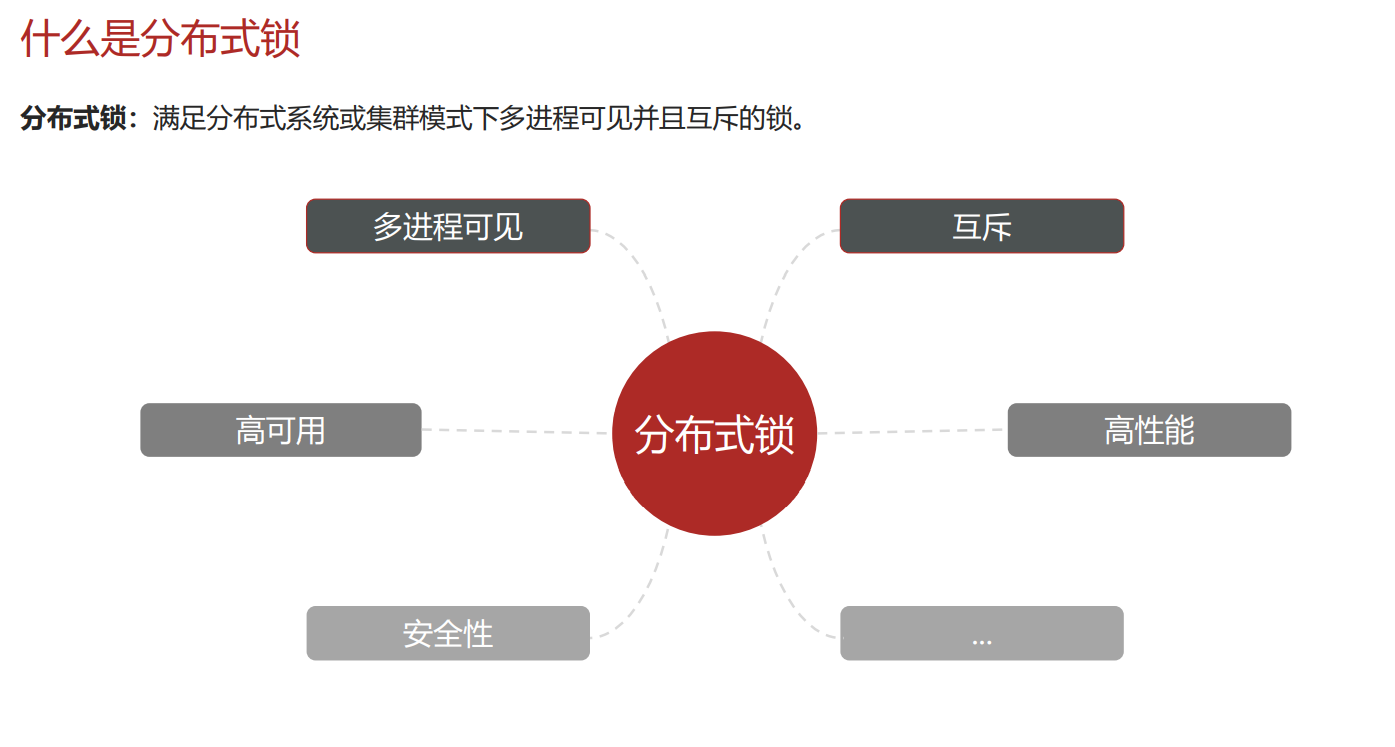 什么是分布式锁
分布式锁：满足分布式系统或集群模式下多进程可见并且互斥的锁。
多进程可见
互斥
高可用
分布式锁
高性能
安全性
...